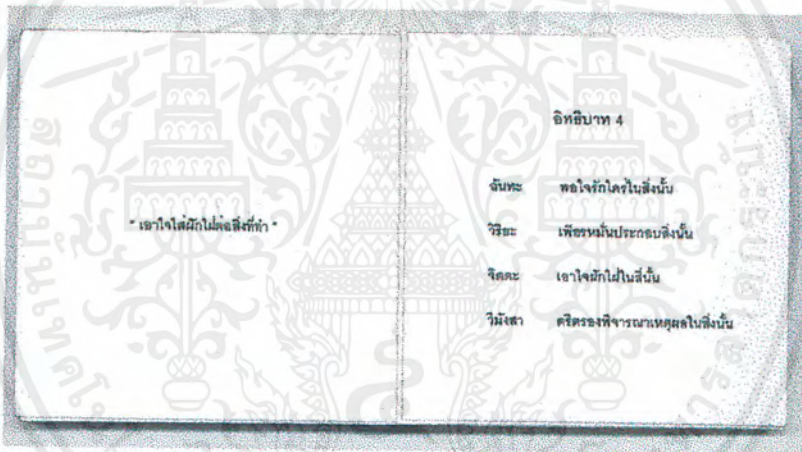 " เอาใจใส่ฝักใฝ่ต่อสิ่งที่ทำ "
อิทธิบาท 4
ฉันทะ พอใจรักใคร่ในสิ่งนั้น
วิริยะ เพียรหมั่นประกอบสิ่งนั้น
จิตตะ เอาใจฝักใฝ่ในสิ่นั้น
วิมังสา ตริตรองพิจารณาเหตุผลในสิ่งนั้น